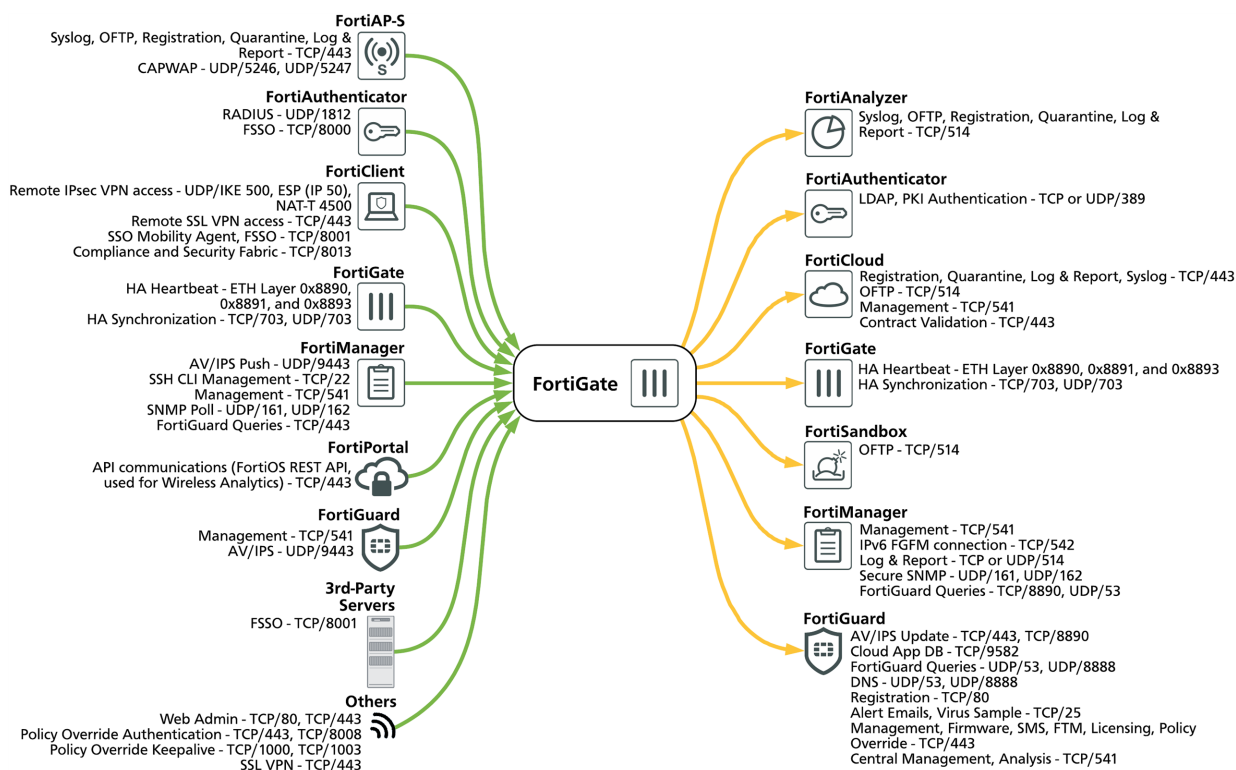 FortiAP-S
Syslog, OFTP, Registration, Quarantine, Log &
Report - TCP/443
CAPWAP - UDP/5246, UDP/5247
S
FortiAuthenticator
RADIUS - UDP/1812
FSSO - TCP/8000
FortiClient
Remote IPsec VPN access - UDP/IKE 500, ESP (IP 50),
NAT-T 4500
Remote SSL VPN access - TCP/443
SSO Mobility Agent, FSSO - TCP/8001
Compliance and Security Fabric - TCP/8013
FortiGate
HA Heartbeat - ETH Layer 0x8890,
0x8891, and 0x8893
HA Synchronization - TCP/703, UDP/703
FortiManager
AV/IPS Push - UDP/9443
SSH CLI Management - TCP/22
Management - TCP/541
SNMP Poll - UDP/161, UDP/162
FortiGuard Queries - TCP/443
FortiPortal
API communications (FortiOS REST API,
used for Wireless Analytics) - TCP/443
FortiGuard
Management - TCP/541
AV/IPS - UDP/9443
3rd-Party
Servers
FSSO - TCP/8001
Others
Web Admin - TCP/80, TCP/443
Policy Override Authentication - TCP/443, TCP/8008
Policy Override Keepalive - TCP/1000, TCP/1003
SSL VPN - TCP/443
FortiGate
FortiAnalyzer
Syslog, OFTP, Registration, Quarantine, Log &
Report - TCP/514
FortiAuthenticator
LDAP, PKI Authentication - TCP or UDP/389
FortiCloud
Registration, Quarantine, Log & Report, Syslog - TCP/443
OFTP - TCP/514
Management - TCP/541
Contract Validation - TCP/443
FortiGate
HA Heartbeat - ETH Layer 0x8890, 0x8891, and 0x8893
HA Synchronization - TCP/703, UDP/703
FortiSandbox
OFTP - TCP/514
FortiManager
Management - TCP/541
IPv6 FGFM connection - TCP/542
Log & Report - TCP or UDP/514
Secure SNMP - UDP/161, UDP/162
FortiGuard Queries - TCP/8890, UDP/53
FortiGuard
AV/IPS Update - TCP/443, TCP/8890
Cloud App DB - TCP/9582
FortiGuard Queries - UDP/53, UDP/8888
DNS - UDP/53, UDP/8888
Registration - TCP/80
Alert Emails, Virus Sample - TCP/25
Management, Firmware, SMS, FTM, Licensing, Policy
Override - TCP/443
Central Management, Analysis - TCP/541